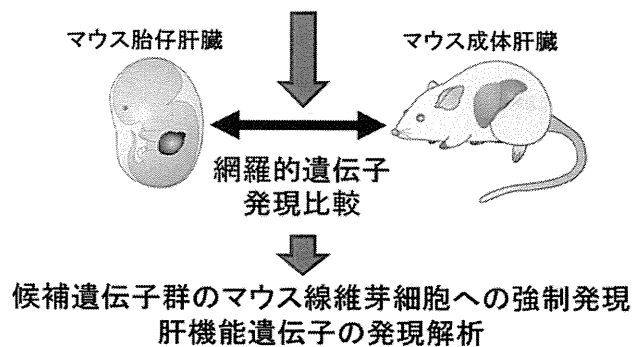 マウス胎仔肝臓
マウス成体肝臓
網羅的遺伝子
発現比較
候補遺伝子群のマウス線維芽細胞への強制発現
肝機能遺伝子の発現解析